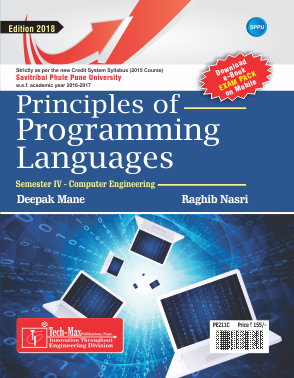 Edition 2018
SPPU
Strictly as per the new Credit System Syllabus (2015 Course)
Savitribai Phule Pune University
w.e.f. academic year 2016-2017
Download
e-Book
EXAM PACK
on Mobile
Principles of
Programming
Languages
Semester IV - Computer Engineering
Deepak Mane
Raghib Nasri
Tech-Max
Publications, Pune
Innovation Throughout
Engineering Division
PE211C
Price ₹ 155/-